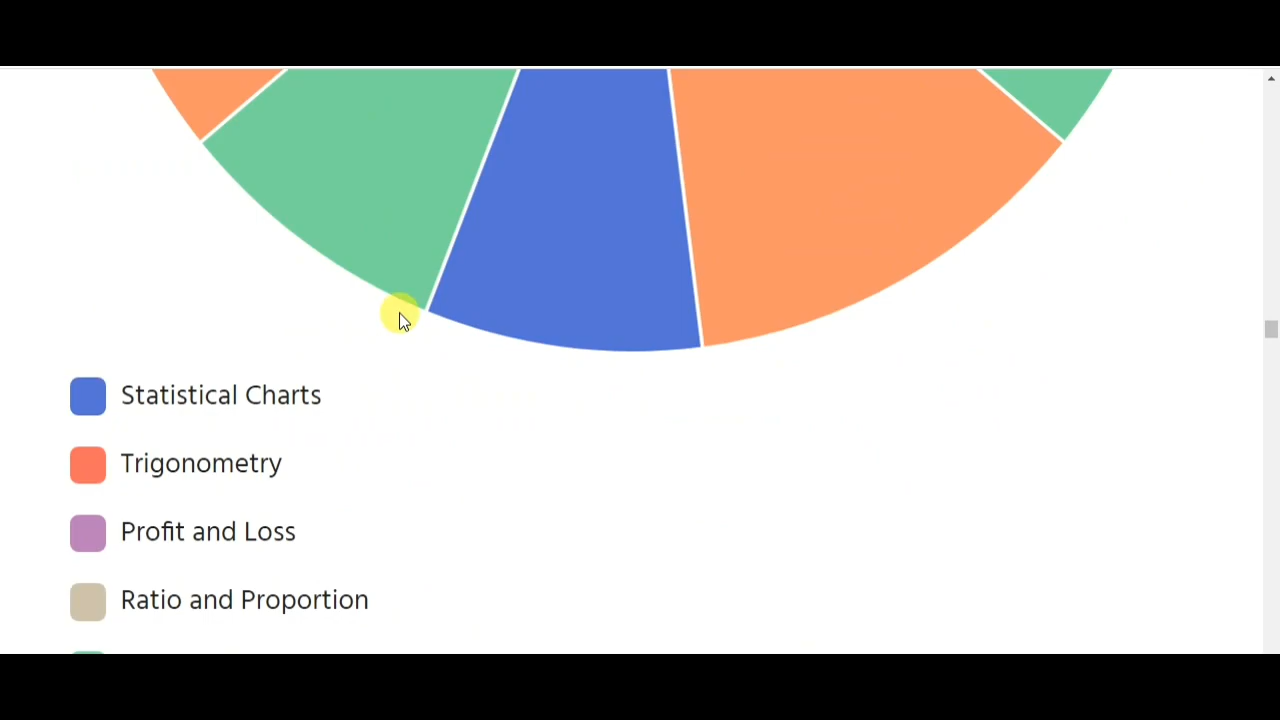 Statistical Charts
Trigonometry
Profit and Loss
Ratio and Proportion